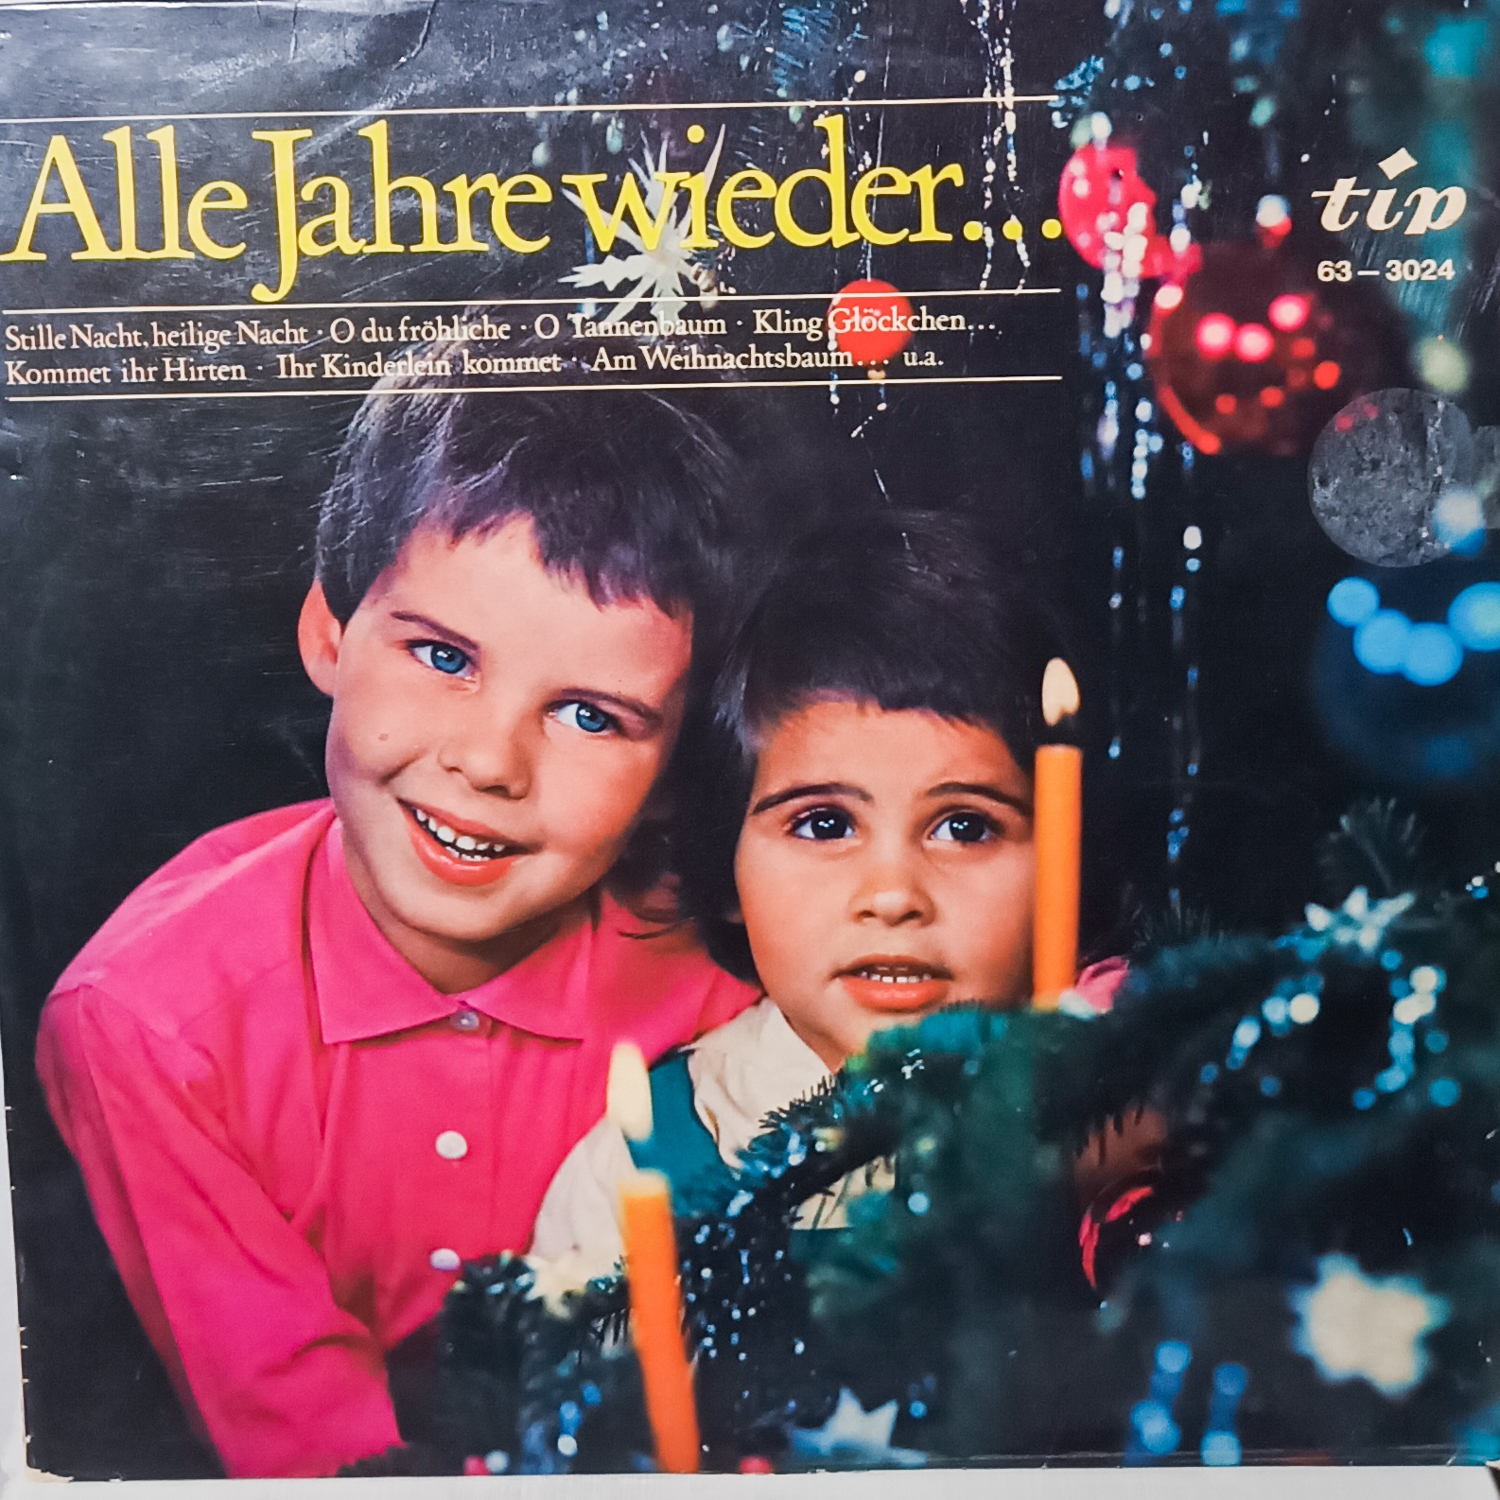 Alle Jahre wieder...
tip
63-3024
Stille Nacht, heilige Nacht · O du fröhliche · O Tannenbaum · Kling Glöckchen...
Kommet ihr Hirten · Ihr Kinderlein kommet · Am Weihnachtsbaum... u.a.